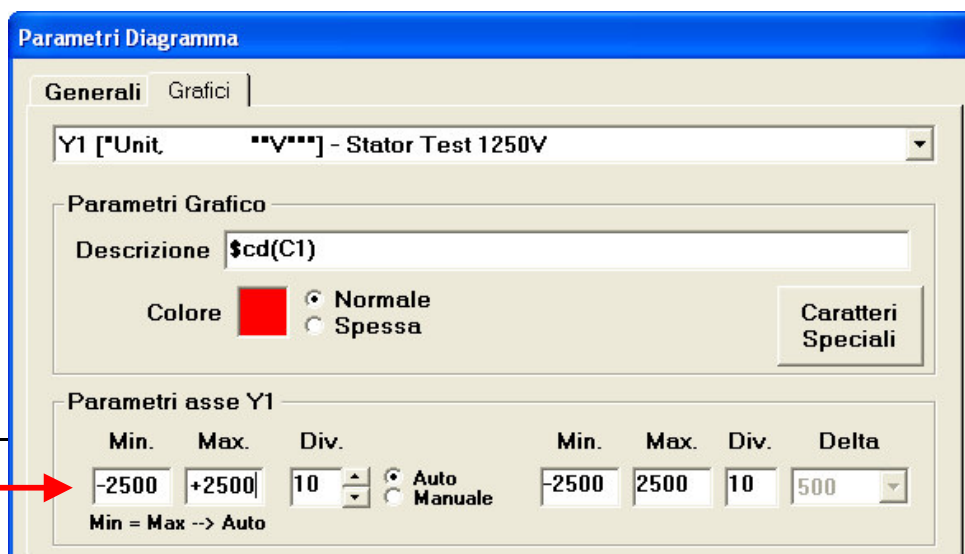 Parametri Diagramma
Generali Grafici
Y1 ["Unit, ""V"""] - Stator Test 1250V
Parametri Grafico
Descrizione $cd(C1)
Colore Normale
Spessa
Caratteri
Speciali
Parametri asse Y1
Min. Max. Div. Min. Max. Div. Delta
-2500 +2500 10 Auto -2500 2500 10 500
Manuale
Min = Max --> Auto